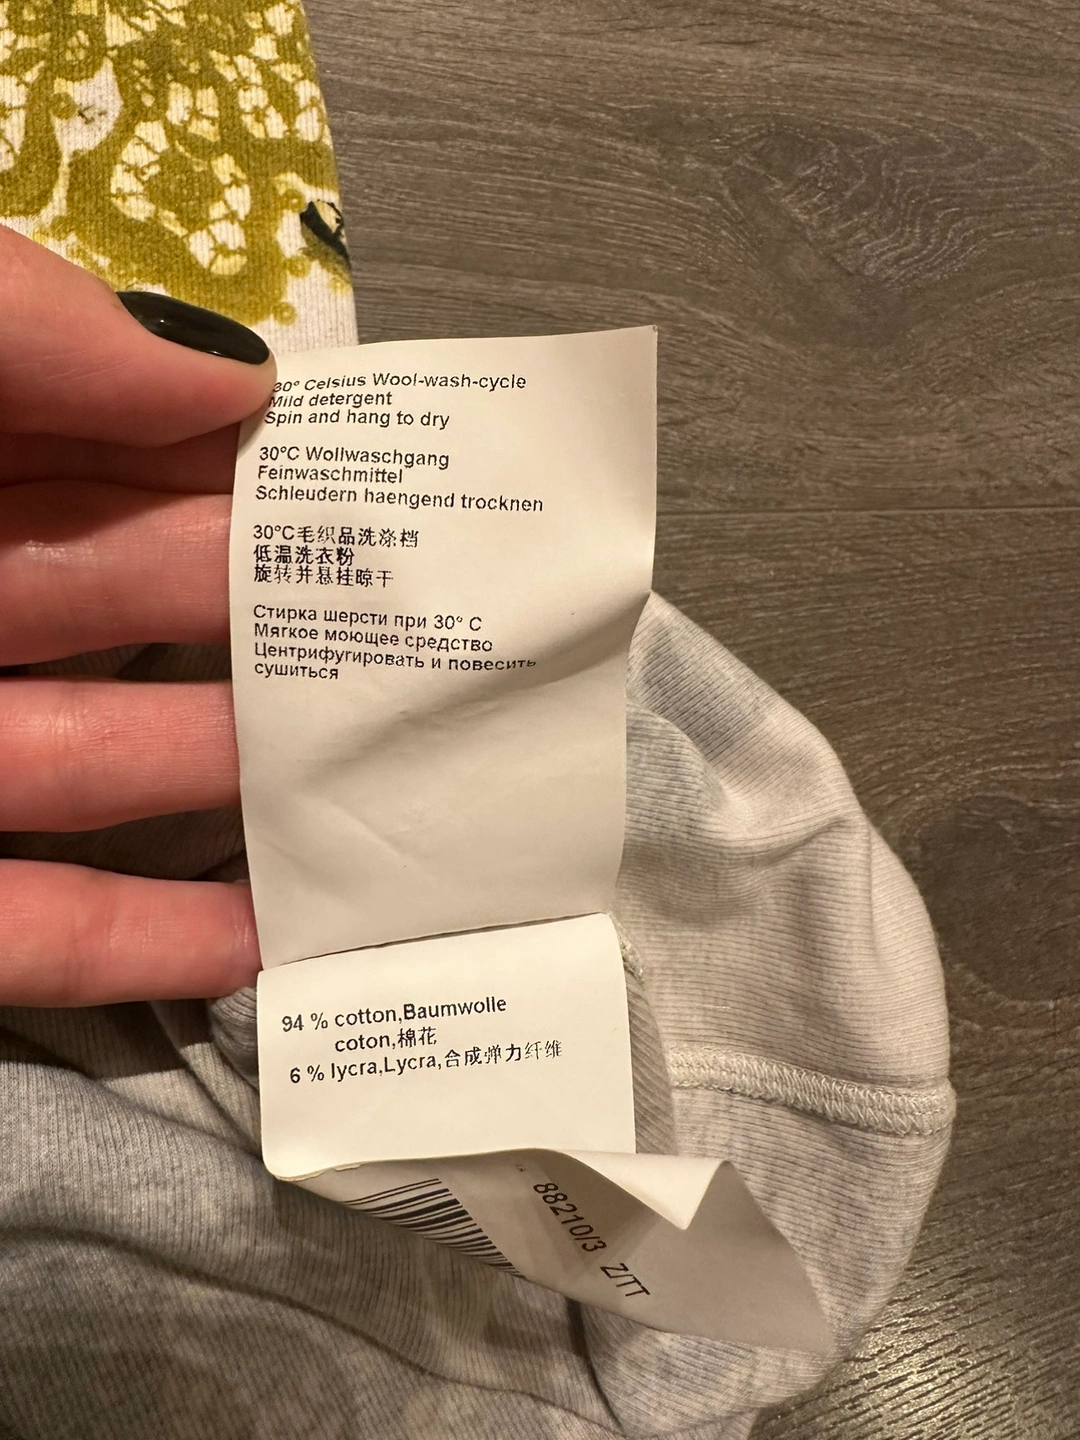 30° Celsius Wool-wash-cycle
Mild detergent
Spin and hang to dry
30°C Wollwaschgang
Feinwaschmittel
Schleudern haengend trocknen
30°C毛织品洗涤档
低温洗衣粉
旋转并悬挂晾干
Стирка шерсти при 30° C
Мягкое моющее средство
Центрифугировать и повесить
сушиться
94 % cotton,Baumwolle
coton,棉花
6 % lycra,Lycra,合成弹力纤维
88210/3 Z/TT